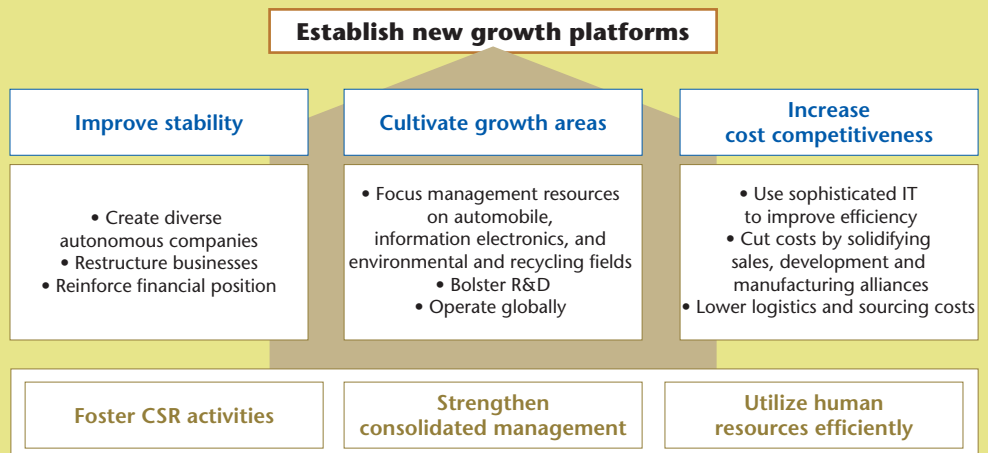 Establish new growth platforms
Improve stability
• Create diverse
autonomous companies
• Restructure businesses
• Reinforce financial position
Cultivate growth areas
• Focus management resources
on automobile,
information electronics, and
environmental and recycling fields
• Bolster R&D
• Operate globally
Increase
cost competitiveness
• Use sophisticated IT
to improve efficiency
• Cut costs by solidifying
sales, development and
manufacturing alliances
• Lower logistics and sourcing costs
Foster CSR activities
Strengthen
consolidated management
Utilize human
resources efficiently